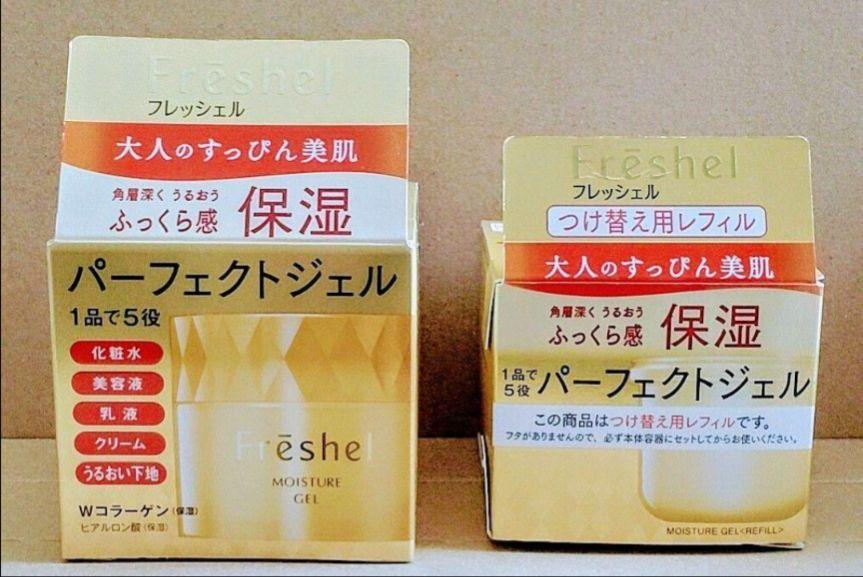 Frēshel
フレッシェル
大人のすっぴん美肌
角層深く うるおう
ふっくら感 保湿
パーフェクトジェル
1品で5役
化粧水
美容液
乳液
クリーム
うるおい下地
Frēshel
MOISTURE
GEL
Wコラーゲン(保湿)
ヒアルロン酸(保湿)
Frēshel
フレッシェル
つけ替え用レフィル
大人のすっぴん美肌
角層深く うるおう
ふっくら感 保湿
1品で
5役 パーフェクトジェル
この商品はつけ替え用レフィルです。
フタがありませんので、必ず本体容器にセットしてからお使いください。
MOISTURE GEL<REFILL>